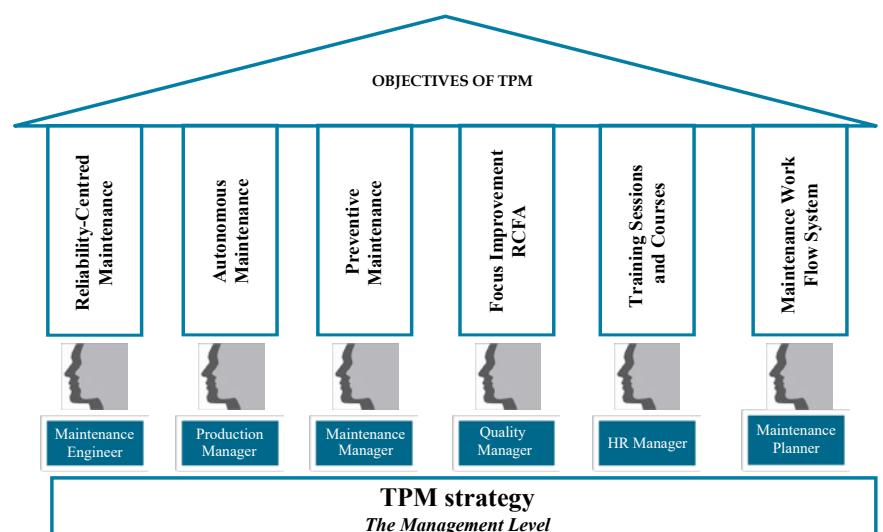 OBJECTIVES OF TPM
Reliability-Centred
Maintenance
Autonomous
Maintenance
Preventive
Maintenance
Focus Improvement
RCFA
Training Sessions
and Courses
Maintenance Work
Flow System
Maintenance
Engineer
Production
Manager
Maintenance
Manager
Quality
Manager
HR Manager
Maintenance
Planner
TPM strategy
The Management Level